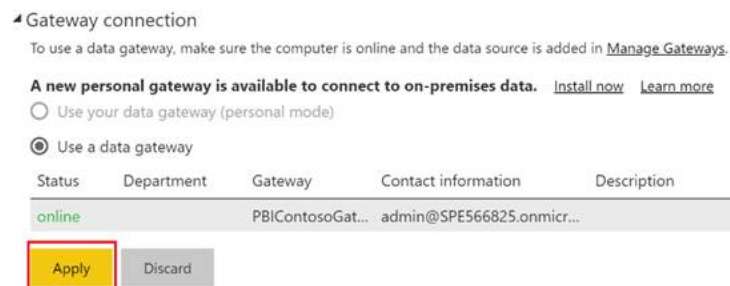 Gateway connection
To use a data gateway, make sure the computer is online and the data source is added in Manage Gateways.
A new personal gateway is available to connect to on-premises data. Install now Learn more
Use your data gateway (personal mode)
Use a data gateway
Status Department Gateway Contact information Description
online PBIContosoGat... admin@SPE566825.onmicr...
Apply Discard